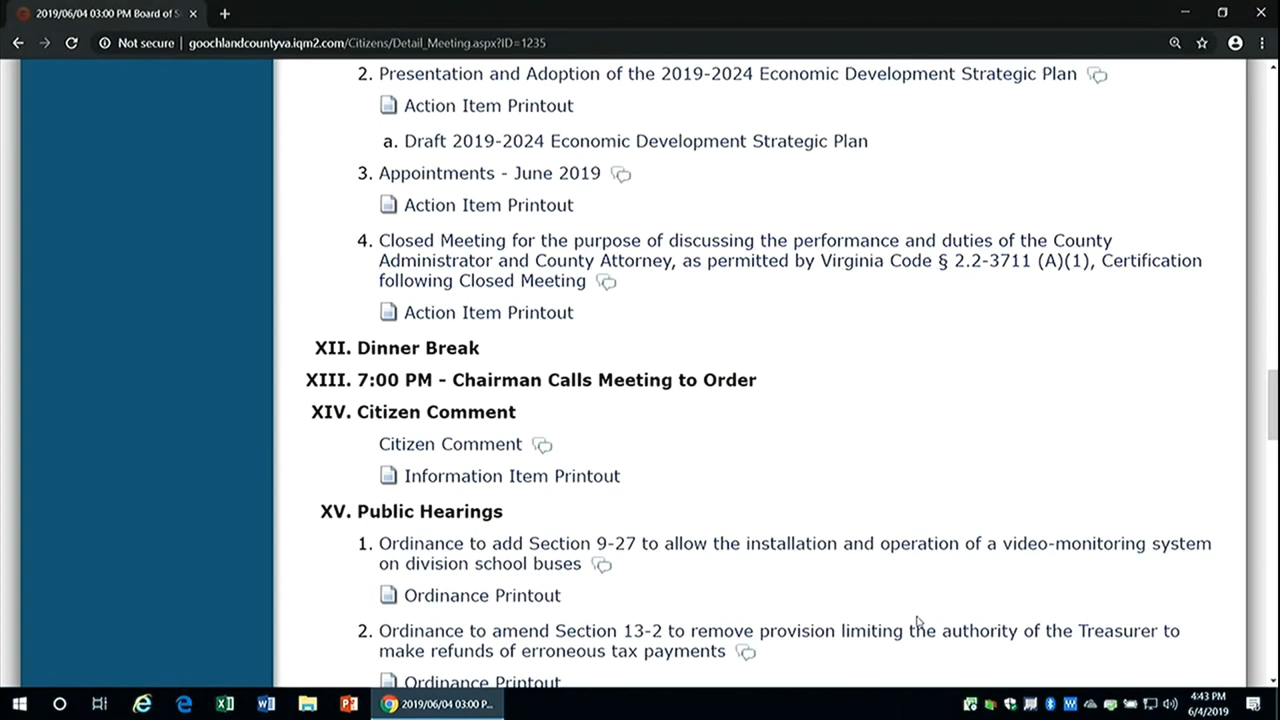 2019/06/04 03:00 PM Board of S
Not secure | goochlandcountyva.iqm2.com/Citizens/Detail_Meeting.aspx?ID=1235
2. Presentation and Adoption of the 2019-2024 Economic Development Strategic Plan
Action Item Printout
a. Draft 2019-2024 Economic Development Strategic Plan
3. Appointments - June 2019
Action Item Printout
4. Closed Meeting for the purpose of discussing the performance and duties of the County
Administrator and County Attorney, as permitted by Virginia Code § 2.2-3711 (A)(1), Certification
following Closed Meeting
Action Item Printout
XII. Dinner Break
XIII. 7:00 PM - Chairman Calls Meeting to Order
XIV. Citizen Comment
Citizen Comment
Information Item Printout
XV. Public Hearings
1. Ordinance to add Section 9-27 to allow the installation and operation of a video-monitoring system
on division school buses
Ordinance Printout
2. Ordinance to amend Section 13-2 to remove provision limiting the authority of the Treasurer to
make refunds of erroneous tax payments
Ordinance Printout
2019/06/04 03:00 P...
4:43 PM
6/4/2019